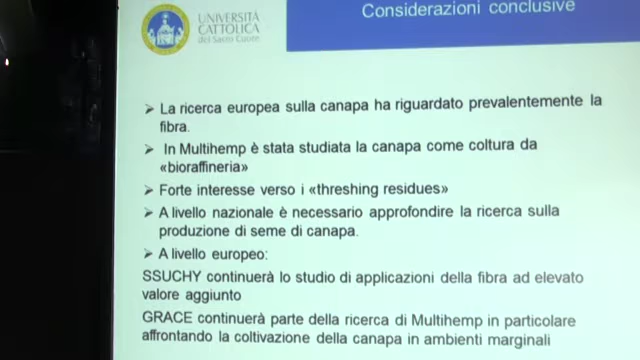 Considerazioni conclusive
UNIVERSITÀ
CATTOLICA
del Sacro Cuore
➢ La ricerca europea sulla canapa ha riguardato prevalentemente la
fibra.
➢ In Multihemp è stata studiata la canapa come coltura da
«bioraffineria»
➢ Forte interesse verso i «threshing residues»
➢ A livello nazionale è necessario approfondire la ricerca sulla
produzione di seme di canapa.
➢ A livello europeo:
SSUCHY continuerà lo studio di applicazioni della fibra ad elevato
valore aggiunto
GRACE continuerà parte della ricerca di Multihemp in particolare
affrontando la coltivazione della canapa in ambienti marginali